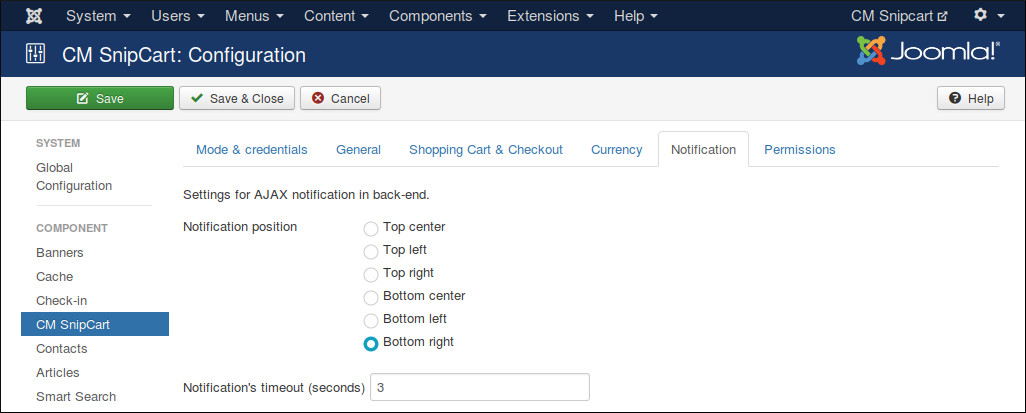 System Users Menus Content Components Extensions Help CM Snipcart
CM SnipCart: Configuration Joomla!®
Save Save & Close Cancel Help
SYSTEM
Global
Configuration
COMPONENT
Banners
Cache
Check-in
CM SnipCart
Contacts
Articles
Smart Search
Mode & credentials General Shopping Cart & Checkout Currency Notification Permissions
Settings for AJAX notification in back-end.
Notification position
Top center
Top left
Top right
Bottom center
Bottom left
Bottom right
Notification's timeout (seconds) 3